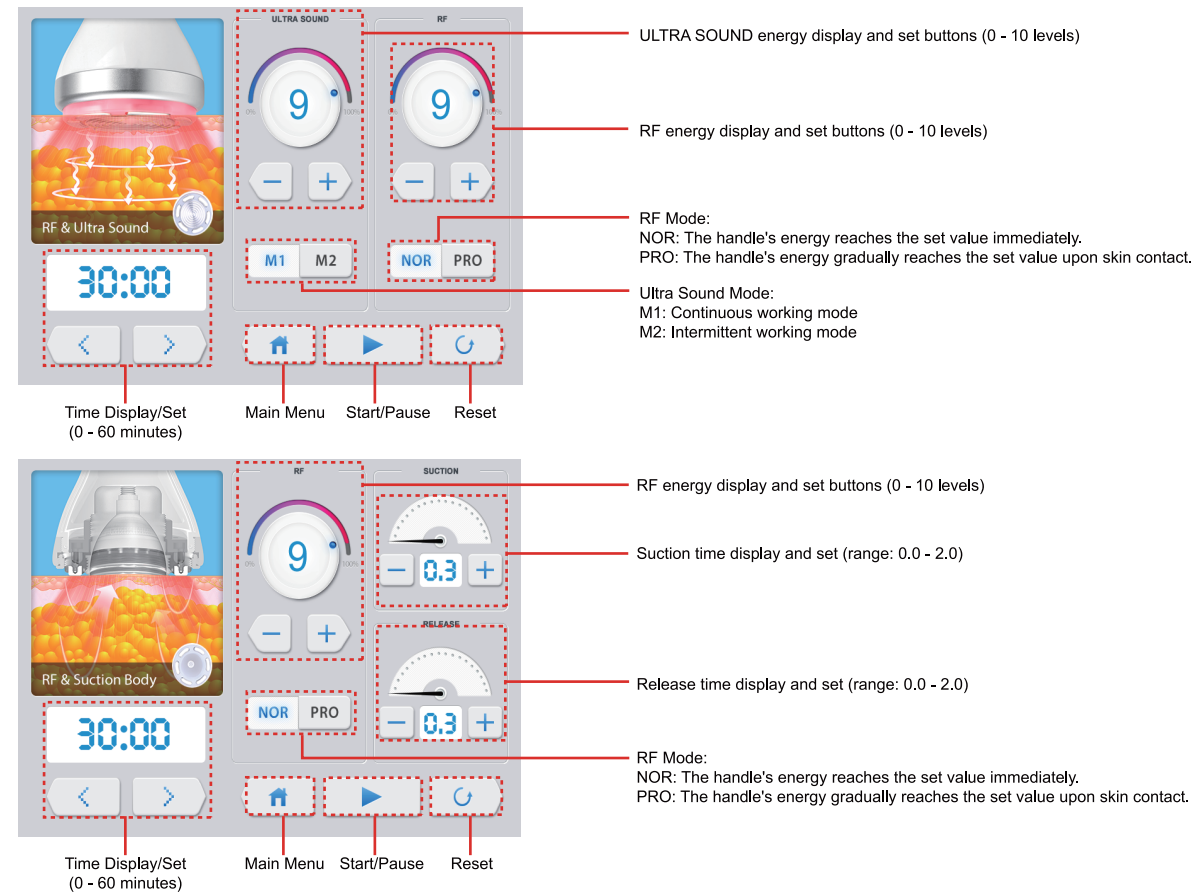 ULTRA SOUND
RF
9
9
0%
100%
0%
100%
RF & Ultra Sound
M1 M2
NOR PRO
30:00
ULTRA SOUND energy display and set buttons (0 - 10 levels)
RF energy display and set buttons (0 - 10 levels)
RF Mode:
NOR: The handle's energy reaches the set value immediately.
PRO: The handle's energy gradually reaches the set value upon skin contact.
Ultra Sound Mode:
M1: Continuous working mode
M2: Intermittent working mode
Time Display/Set
(0 - 60 minutes)
Main Menu
Start/Pause
Reset
RF
SUCTION
9
0%
100%
0.3
RELEASE
0.3
RF & Suction Body
NOR PRO
30:00
RF energy display and set buttons (0 - 10 levels)
Suction time display and set (range: 0.0 - 2.0)
Release time display and set (range: 0.0 - 2.0)
RF Mode:
NOR: The handle's energy reaches the set value immediately.
PRO: The handle's energy gradually reaches the set value upon skin contact.
Time Display/Set
(0 - 60 minutes)
Main Menu
Start/Pause
Reset